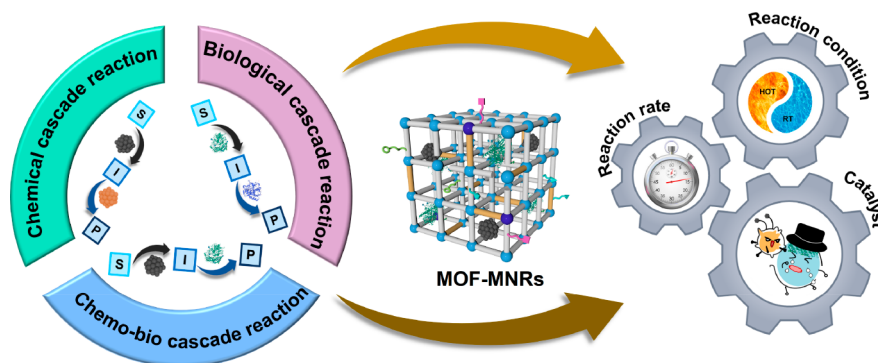 Chemical cascade reaction
Biological cascade reaction
S
I
P
S
I
P
S
I
P
Chemo-bio cascade reaction
MOF-MNRs
Reaction rate
Reaction condition
HOT
RT
Catalyst